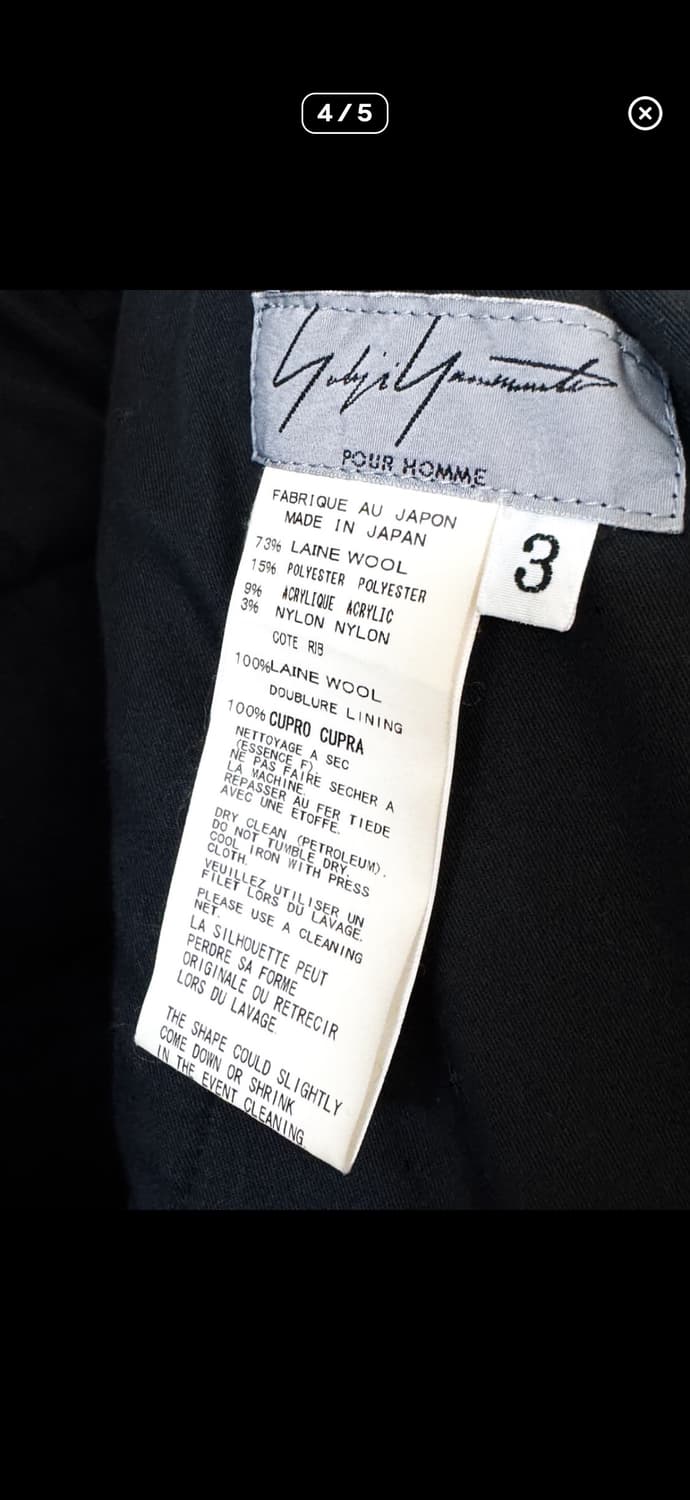 4/5
Yohji Yamamoto
POUR HOMME
3
FABRIQUE AU JAPON
MADE IN JAPAN
73% LAINE WOOL
15% POLYESTER POLYESTER
9% ACRYLIQUE ACRYLIC
3% NYLON NYLON
COTE RIB
100%LAINE WOOL
DOUBLURE LINING
100% CUPRO CUPRA
NETTOYAGE A SEC
(ESSENCE F).
NE PAS FAIRE SECHER A
LA MACHINE.
REPASSER AU FER TIEDE
AVEC UNE ETOFFE.
DRY CLEAN (PETROLEUM).
DO NOT TUMBLE DRY.
COOL IRON WITH PRESS
CLOTH.
VEUILLEZ UTILISER UN
FILET LORS DU LAVAGE.
PLEASE USE A CLEANING
NET.
LA SILHOUETTE PEUT
PERDRE SA FORME
ORIGINALE OU RETRECIR
LORS DU LAVAGE.
THE SHAPE COULD SLIGHTLY
COME DOWN OR SHRINK
IN THE EVENT CLEANING.